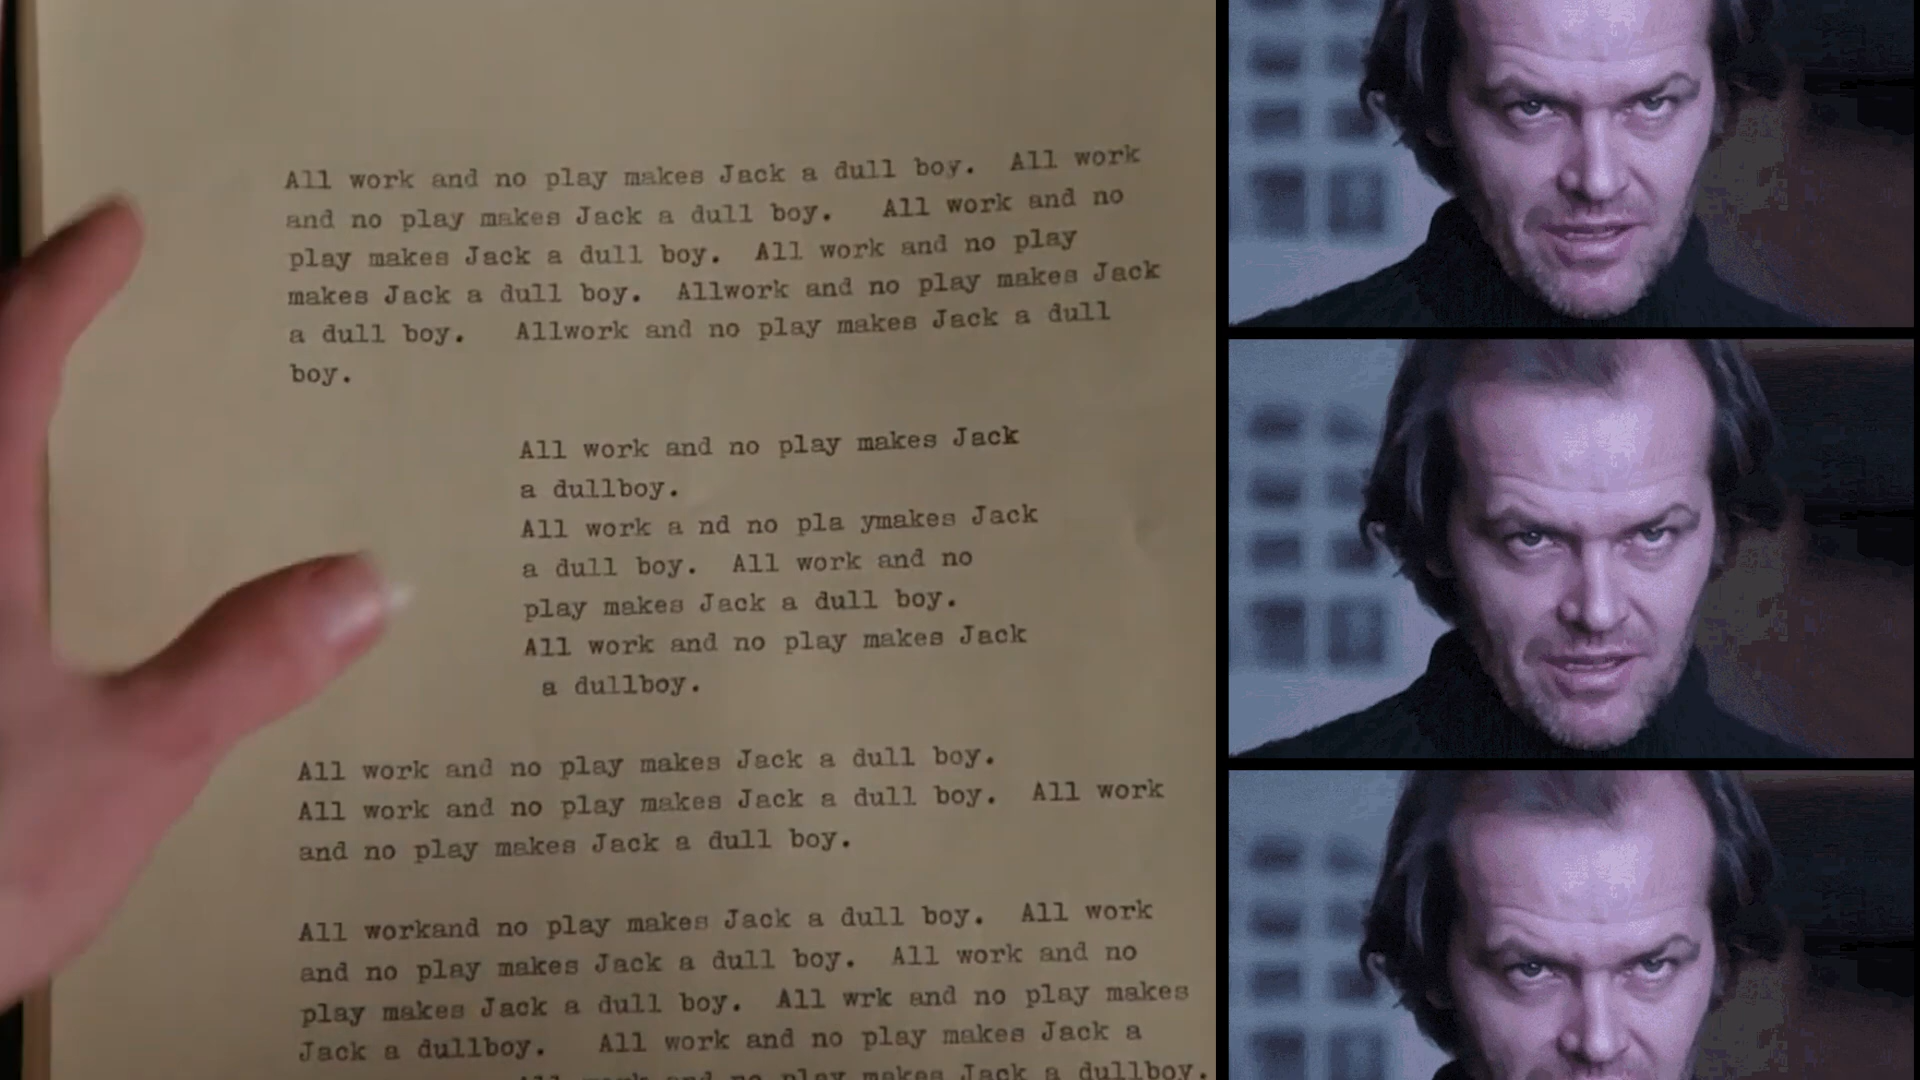 All work and no play makes Jack a dull boy.  All work
and no play makes Jack a dull boy.   All work and no
play makes Jack a dull boy.  All work and no play
makes Jack a dull boy.  Allwork and no play makes Jack
a dull boy.   Allwork and no play makes Jack a dull
boy.
All work and no play makes Jack
a dullboy.
All work a nd no pla ymakes Jack
a dull boy.  All work and no
play makes Jack a dull boy.
All work and no play makes Jack
a dullboy.
All work and no play makes Jack a dull boy.
All work and no play makes Jack a dull boy.  All work
and no play makes Jack a dull boy.
All workand no play makes Jack a dull boy.  All work
and no play makes Jack a dull boy.  All work and no
play makes Jack a dull boy.  All wrk and no play makes
Jack a dullboy.   All work and no play makes Jack a
All work and no play makes Jack a dullboy.